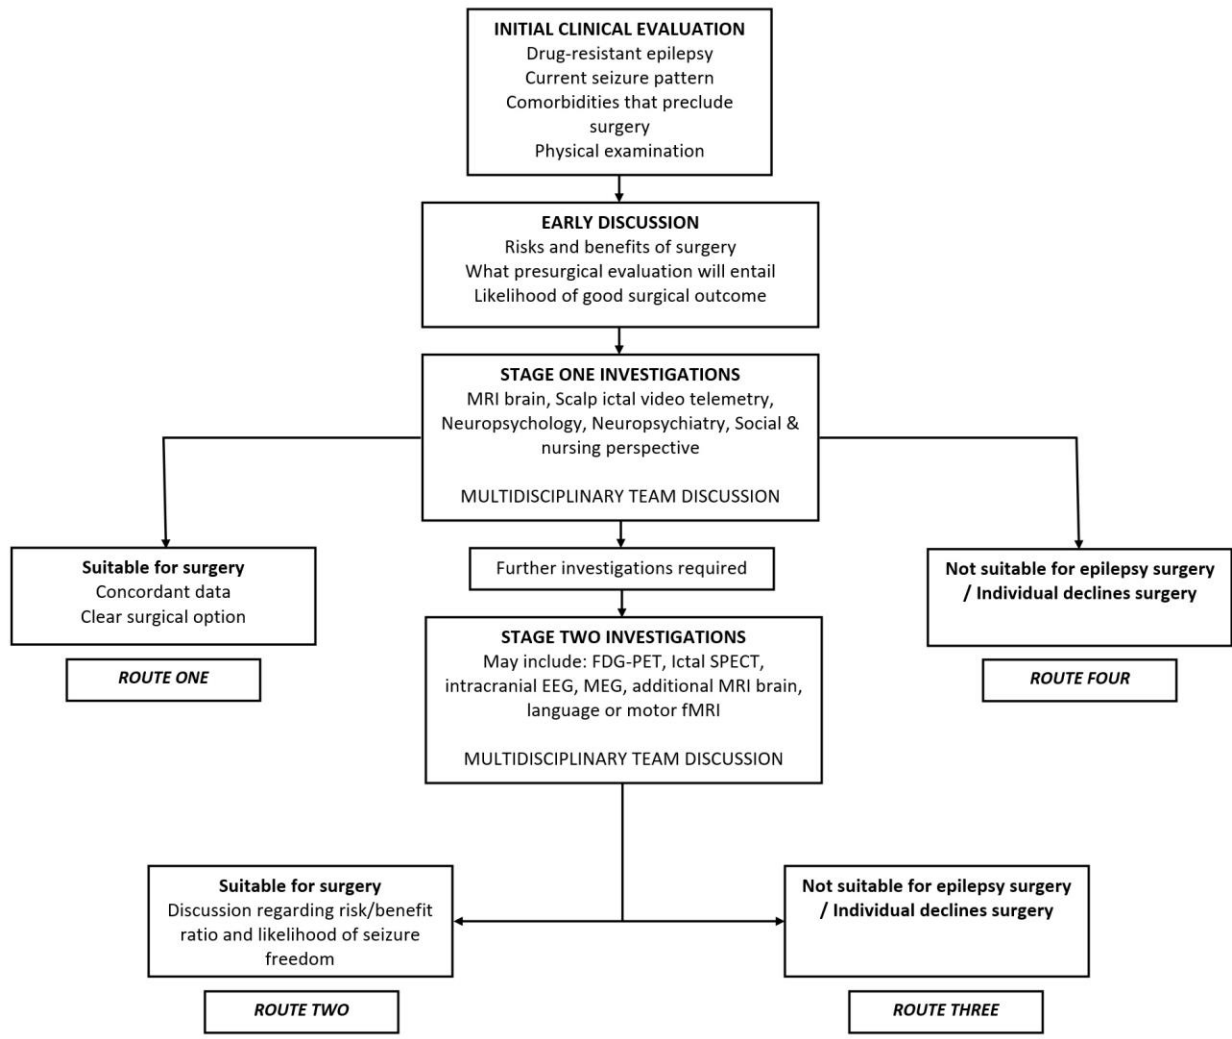 INITIAL CLINICAL EVALUATION
Drug-resistant epilepsy
Current seizure pattern
Comorbidities that preclude
surgery
Physical examination
EARLY DISCUSSION
Risks and benefits of surgery
What presurgical evaluation will entail
Likelihood of good surgical outcome
STAGE ONE INVESTIGATIONS
MRI brain, Scalp ictal video telemetry,
Neuropsychology, Neuropsychiatry, Social &
nursing perspective
MULTIDISCIPLINARY TEAM DISCUSSION
Suitable for surgery
Concordant data
Clear surgical option
ROUTE ONE
Further investigations required
Not suitable for epilepsy surgery
/ Individual declines surgery
ROUTE FOUR
STAGE TWO INVESTIGATIONS
May include: FDG-PET, Ictal SPECT,
intracranial EEG, MEG, additional MRI brain,
language or motor fMRI
MULTIDISCIPLINARY TEAM DISCUSSION
Suitable for surgery
Discussion regarding risk/benefit
ratio and likelihood of seizure
freedom
ROUTE TWO
Not suitable for epilepsy surgery
/ Individual declines surgery
ROUTE THREE